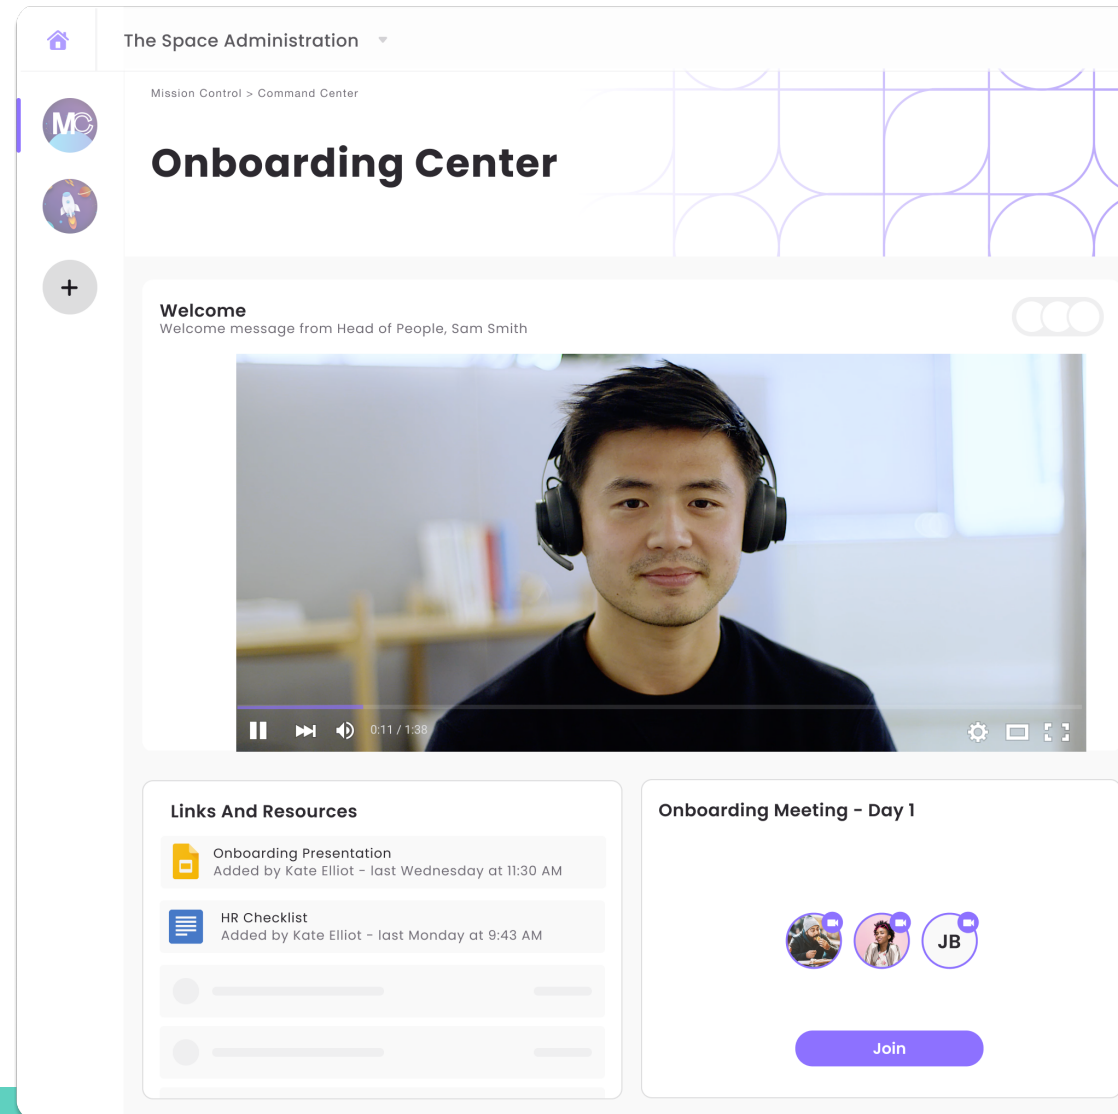 The Space Administration
Mission Control > Command Center
MC
Onboarding Center
+
Welcome
Welcome message from Head of People, Sam Smith
0:11 / 1:38
Links And Resources
Onboarding Presentation
Added by Kate Elliot - last Wednesday at 11:30 AM
HR Checklist
Added by Kate Elliot - last Monday at 9:43 AM
Onboarding Meeting - Day 1
JB
Join